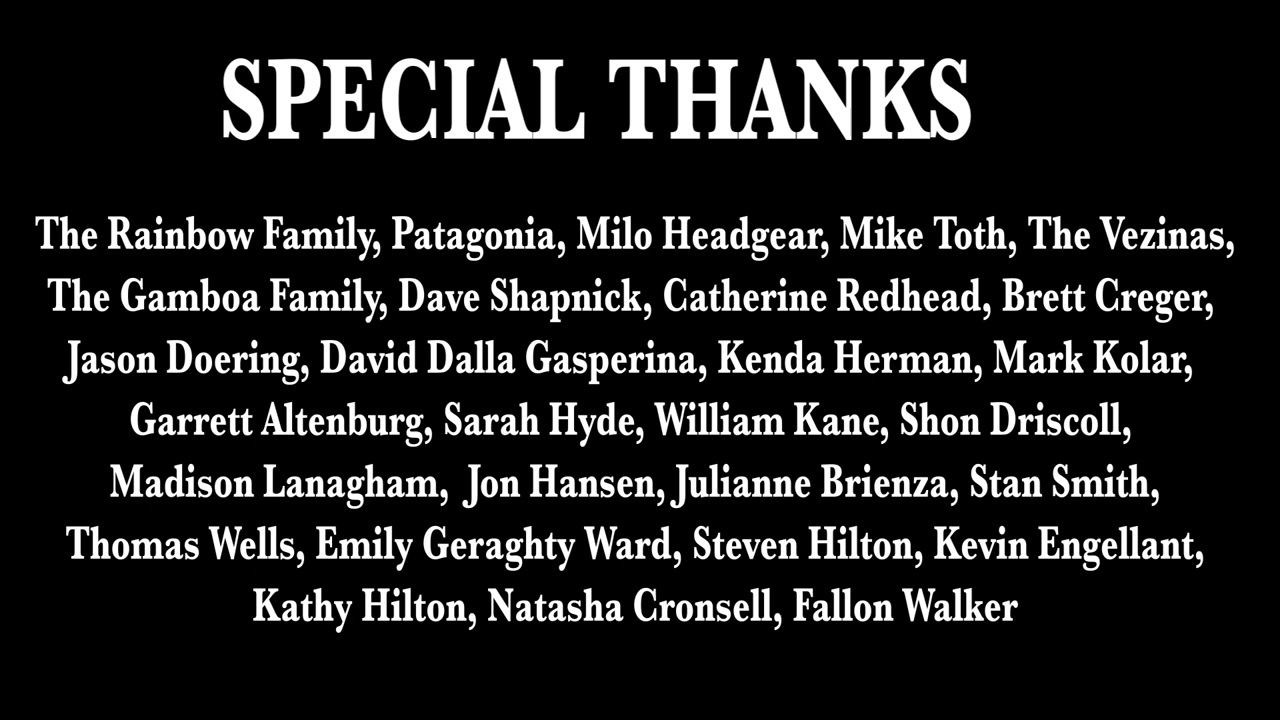 SPECIAL THANKS
The Rainbow Family, Patagonia, Milo Headgear, Mike Toth, The Vezinas,
The Gamboa Family, Dave Shapnick, Catherine Redhead, Brett Creger,
Jason Doering, David Dalla Gasperina, Kenda Herman, Mark Kolar,
Garrett Altenburg, Sarah Hyde, William Kane, Shon Driscoll,
Madison Lanagham, Jon Hansen, Julianne Brienza, Stan Smith,
Thomas Wells, Emily Geraghty Ward, Steven Hilton, Kevin Engellant,
Kathy Hilton, Natasha Cronsell, Fallon Walker